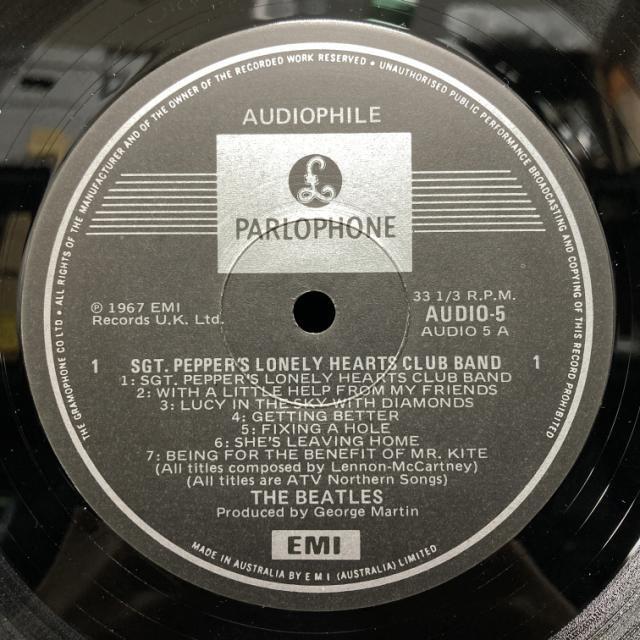 THE GRAMOPHONE CO LTD • ALL RIGHTS OF THE MANUFACTURER AND OF THE OWNER OF THE RECORDED WORK RESERVED • UNAUTHORISED PUBLIC PERFORMANCE BROADCASTING AND COPYING OF THIS RECORD PROHIBITED
AUDIOPHILE
£
PARLOPHONE
℗ 1967 EMI
Records U.K. Ltd.
33 1/3 R.P.M.
AUDIO-5
AUDIO 5 A
1 SGT. PEPPER'S LONELY HEARTS CLUB BAND 1
1: SGT. PEPPER'S LONELY HEARTS CLUB BAND
2: WITH A LITTLE HELP FROM MY FRIENDS
3: LUCY IN THE SKY WITH DIAMONDS
4: GETTING BETTER
5: FIXING A HOLE
6: SHE'S LEAVING HOME
7: BEING FOR THE BENEFIT OF MR. KITE
(All titles composed by Lennon-McCartney)
(All titles are ATV Northern Songs)
THE BEATLES
Produced by George Martin
EMI
MADE IN AUSTRALIA BY E M I (AUSTRALIA) LIMITED